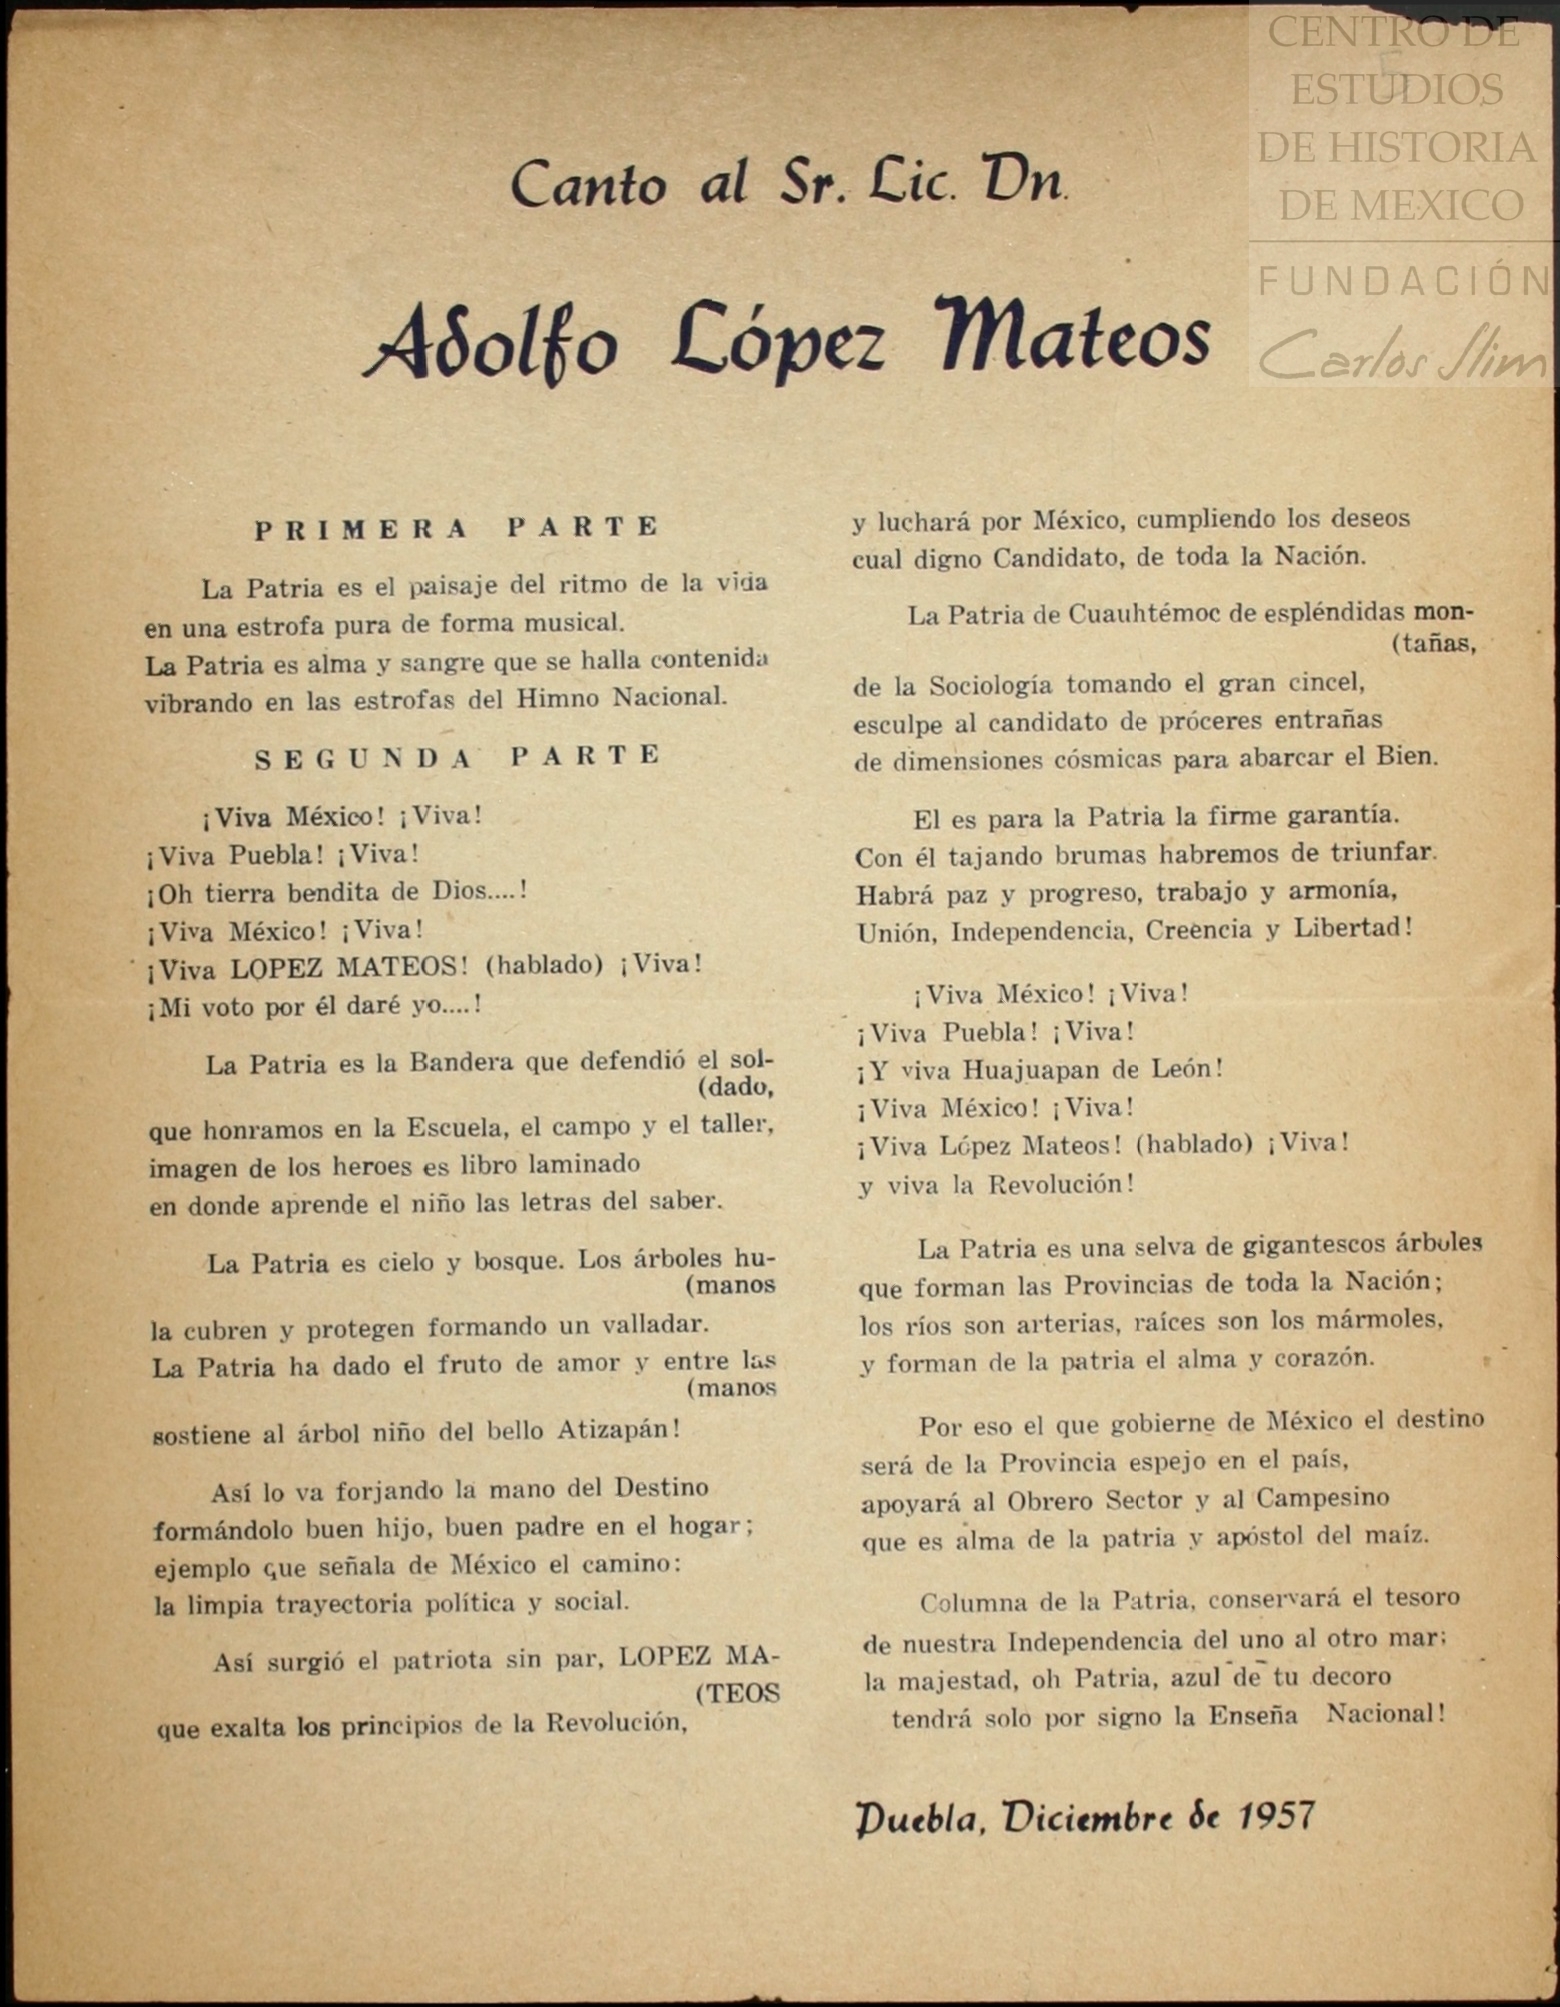 CENTRO DE
ESTUDIOS
DE HISTORIA
DE MEXICO
FUNDACIÓN
Carlos Slim
Canto al Sr. Lic. Dn.
Adolfo López Mateos
PRIMERA PARTE
La Patria es el paisaje del ritmo de la vida
en una estrofa pura de forma musical.
La Patria es alma y sangre que se halla contenida
vibrando en las estrofas del Himno Nacional.
SEGUNDA PARTE
¡Viva México! ¡Viva!
¡Viva Puebla! ¡Viva!
¡Oh tierra bendita de Dios....!
¡Viva México! ¡Viva!
¡Viva LOPEZ MATEOS! (hablado) ¡Viva!
¡Mi voto por él daré yo....!
La Patria es la Bandera que defendió el sol-
(dado,
que honramos en la Escuela, el campo y el taller,
imagen de los heroes es libro laminado
en donde aprende el niño las letras del saber.
La Patria es cielo y bosque. Los árboles hu-
(manos
la cubren y protegen formando un valladar.
La Patria ha dado el fruto de amor y entre las
(manos
sostiene al árbol niño del bello Atizapán!
Así lo va forjando la mano del Destino
formándolo buen hijo, buen padre en el hogar;
ejemplo que señala de México el camino:
la limpia trayectoria política y social.
Así surgió el patriota sin par, LOPEZ MA-
(TEOS
que exalta los principios de la Revolución,
y luchará por México, cumpliendo los deseos
cual digno Candidato, de toda la Nación.
La Patria de Cuauhtémoc de espléndidas mon-
(tañas,
de la Sociología tomando el gran cincel,
esculpe al candidato de próceres entrañas
de dimensiones cósmicas para abarcar el Bien.
El es para la Patria la firme garantía.
Con él tajando brumas habremos de triunfar.
Habrá paz y progreso, trabajo y armonía,
Unión, Independencia, Creencia y Libertad!
¡Viva México! ¡Viva!
¡Viva Puebla! ¡Viva!
¡Y viva Huajuapan de León!
¡Viva México! ¡Viva!
¡Viva López Mateos! (hablado) ¡Viva!
y viva la Revolución!
La Patria es una selva de gigantescos árboles
que forman las Provincias de toda la Nación;
los ríos son arterias, raíces son los mármoles,
y forman de la patria el alma y corazón.
Por eso el que gobierne de México el destino
será de la Provincia espejo en el país,
apoyará al Obrero Sector y al Campesino
que es alma de la patria y apóstol del maíz.
Columna de la Patria, conservará el tesoro
de nuestra Independencia del uno al otro mar;
la majestad, oh Patria, azul de tu decoro
tendrá solo por signo la Enseña Nacional!
Puebla, Diciembre de 1957